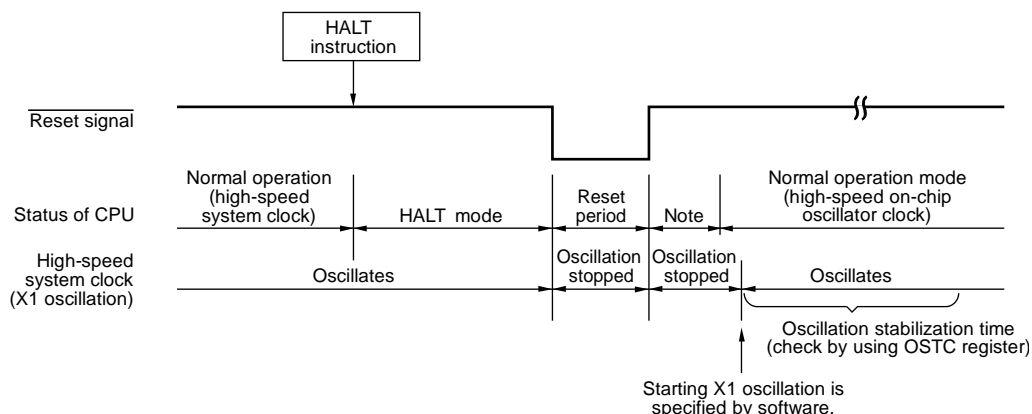 HALT
instruction
Reset signal
Normal operation
(high-speed
system clock)
Status of CPU
HALT mode
Reset
period
Note
Normal operation mode
(high-speed on-chip
oscillator clock)
High-speed
system clock
(X1 oscillation)
Oscillates
Oscillation
stopped
Oscillation
stopped
Oscillates
Oscillation stabilization time
(check by using OSTC register)
Starting X1 oscillation is
specified by software.